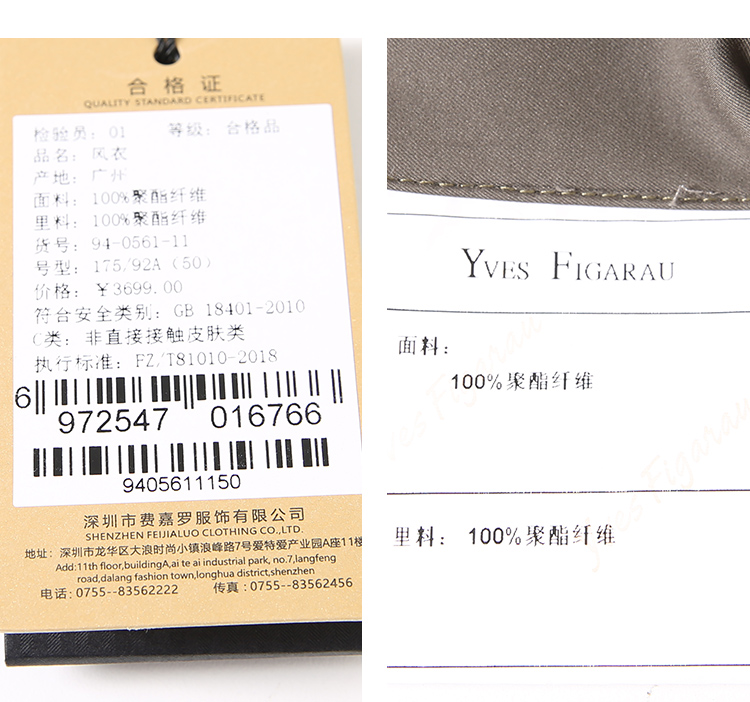 合格证
QUALITY STANDARD CERTIFICATE
检验员：01 等级：合格品
品名：风衣
产地：广州
面料：100%聚酯纤维
里料：100%聚酯纤维
货号：94-0561-11
号型：175/92A（50）
价格：￥3699.00
符合安全类别：GB 18401-2010
C类：非直接接触皮肤类
执行标准：FZ/T81010-2018
6 972547 016766
9405611150
深圳市费嘉罗服饰有限公司
SHENZHEN FEIJIALUO CLOTHING CO.,LTD.
地址：深圳市龙华区大浪时尚小镇浪峰路7号爱特爱产业园A座11楼
Add:11th floor,buildingA,ai te ai industrial park, no.7,langfeng
road,dalang fashion town,longhua district,shenzhen
电话：0755--83562222 传真：0755--83562456
YVES FIGARAU
面料：
100%聚酯纤维
里料：100%聚酯纤维
Yves Figarau
Yves Figarau